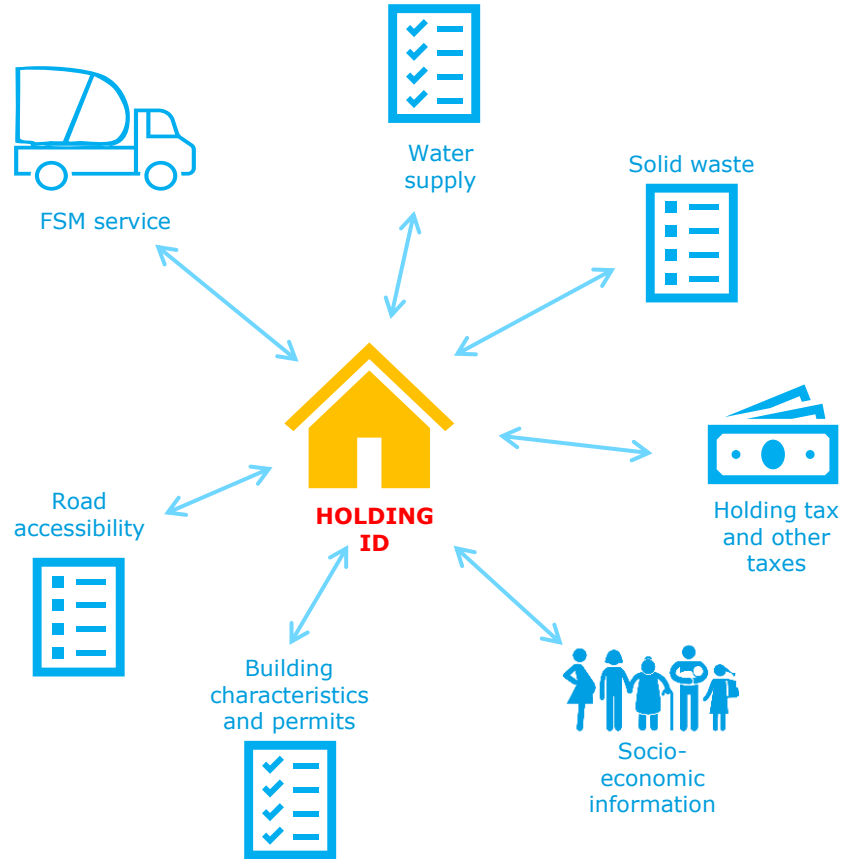 Water
supply
Solid waste
FSM service
Holding tax
and other
taxes
HOLDING
ID
Road
accessibility
Building
characteristics
and permits
Socio-
economic
information